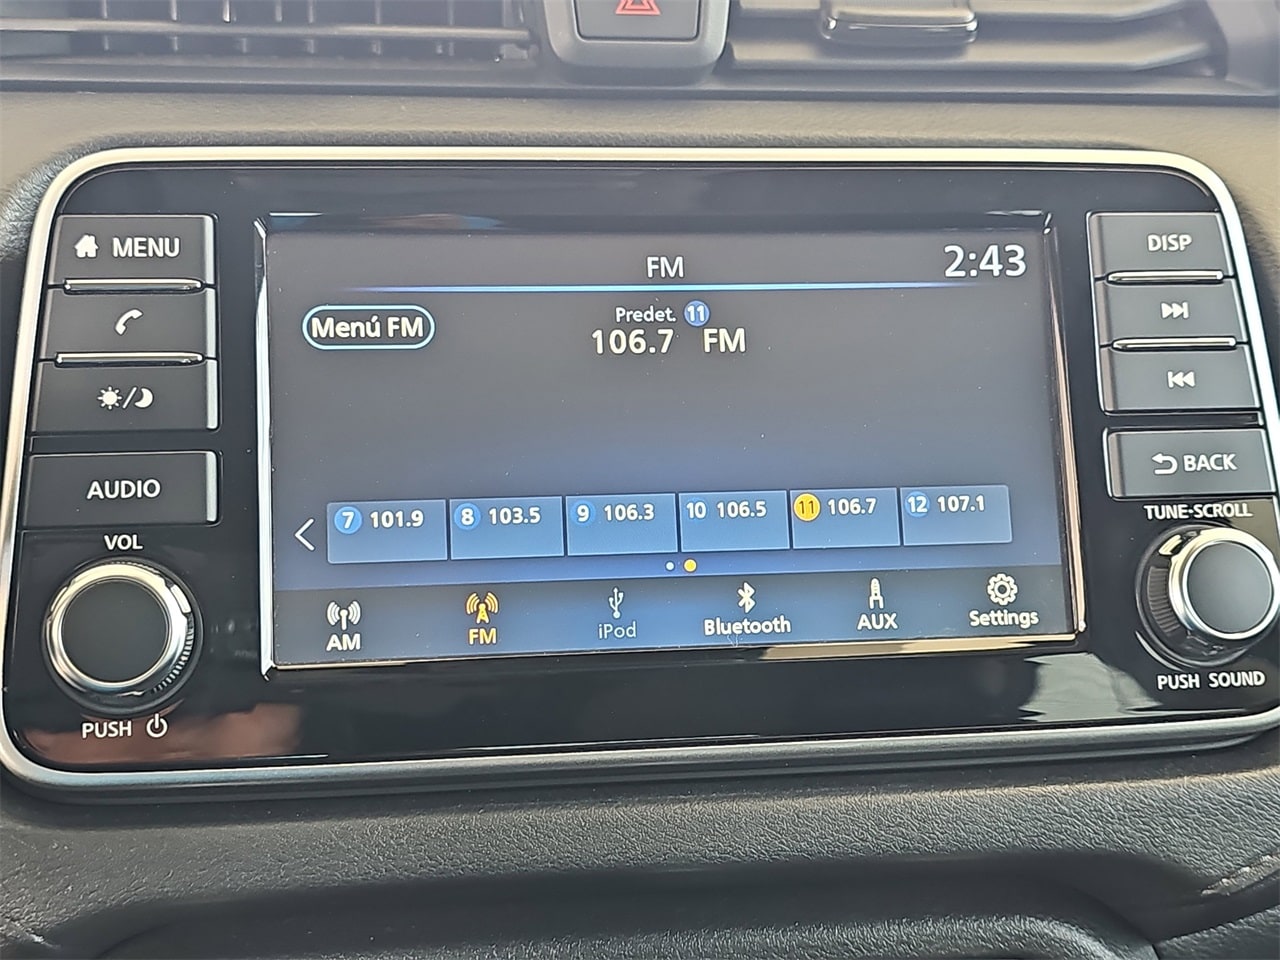 MENU
AUDIO
VOL
PUSH
FM
2:43
Menú FM
Predet. 11
106.7 FM
7 101.9
8 103.5
9 106.3
10 106.5
11 106.7
12 107.1
AM
FM
iPod
Bluetooth
AUX
Settings
DISP
BACK
TUNE·SCROLL
PUSH SOUND